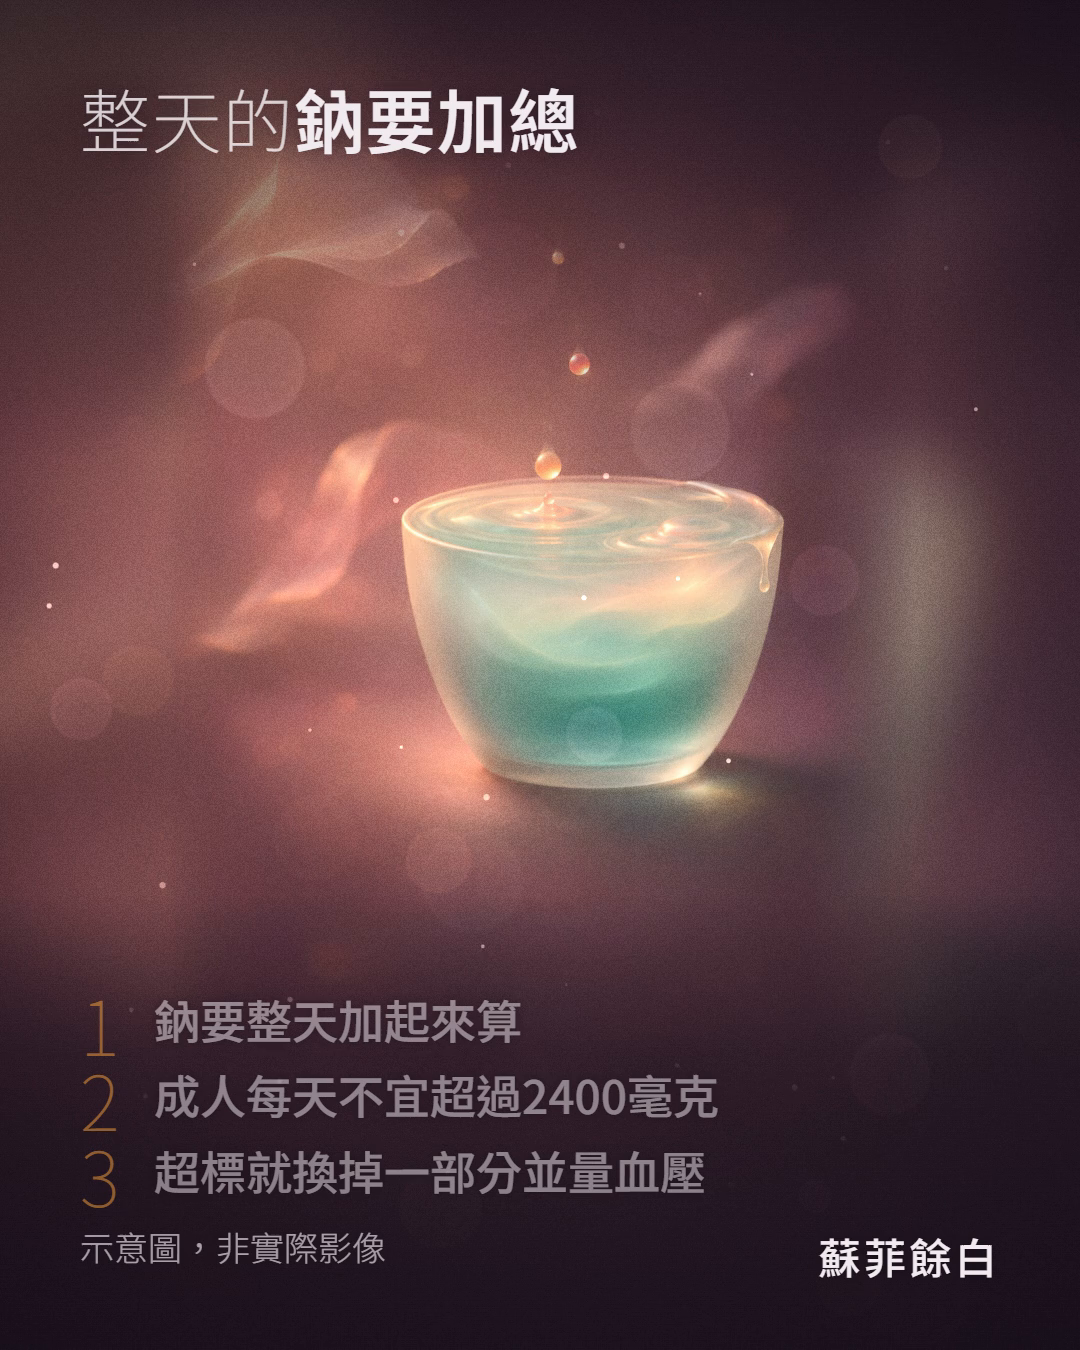 整天的鈉要加總
1 鈉要整天加起來算
2 成人每天不宜超過2400毫克
3 超標就換掉一部分並量血壓
示意圖，非實際影像
蘇菲餘白